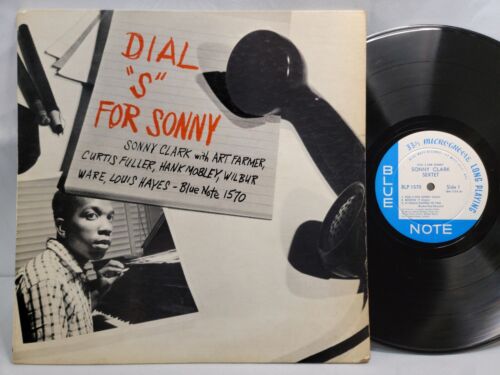 DIAL
"S"
FOR SONNY
SONNY CLARK with ART FARMER,
CURTIS FULLER, HANK MOBLEY, WILBUR
WARE, LOUIS HAYES – Blue Note 1570
33⅓ MICROGROOVE LONG PLAYING
SONNY CLARK
SEXTET
BLP 1570
Side 1
BLUE
NOTE